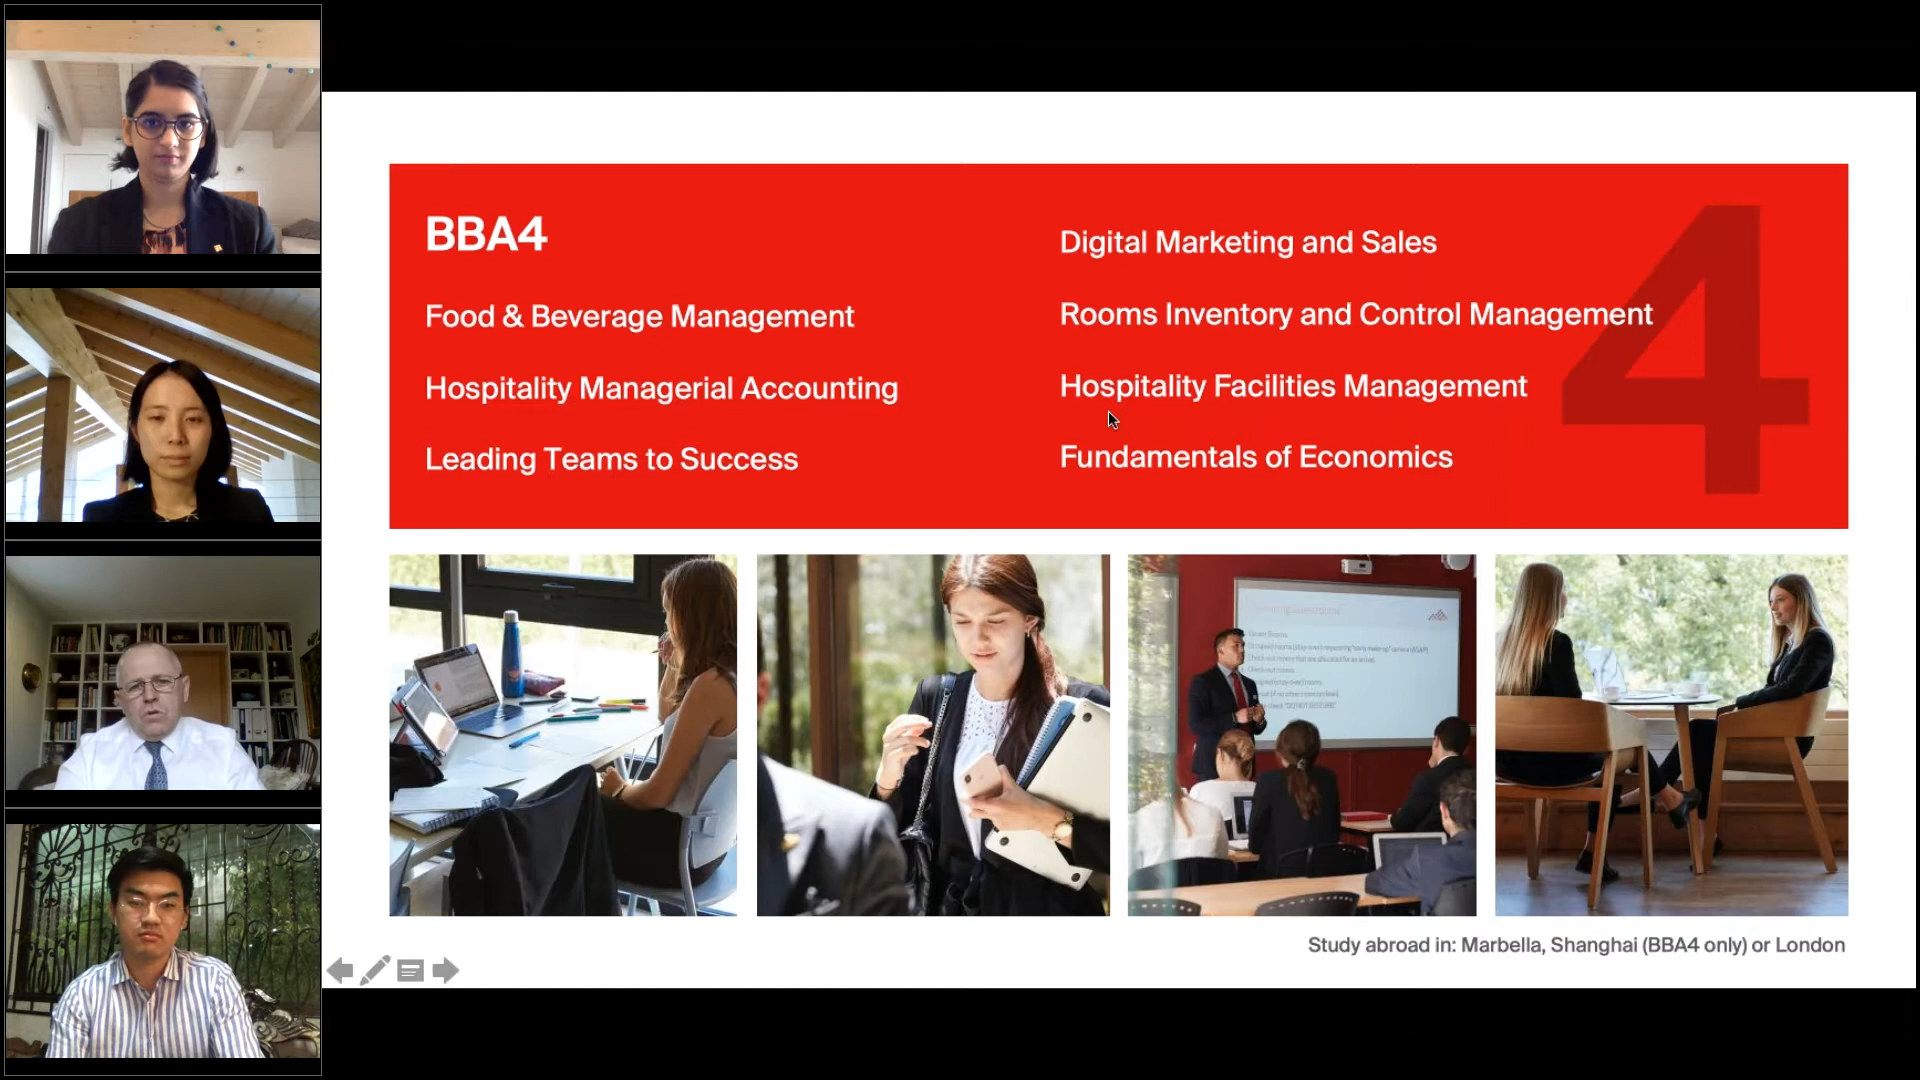 BBA4
Food & Beverage Management
Hospitality Managerial Accounting
Leading Teams to Success
Digital Marketing and Sales
Rooms Inventory and Control Management
Hospitality Facilities Management
Fundamentals of Economics
4
Study abroad in: Marbella, Shanghai (BBA4 only) or London